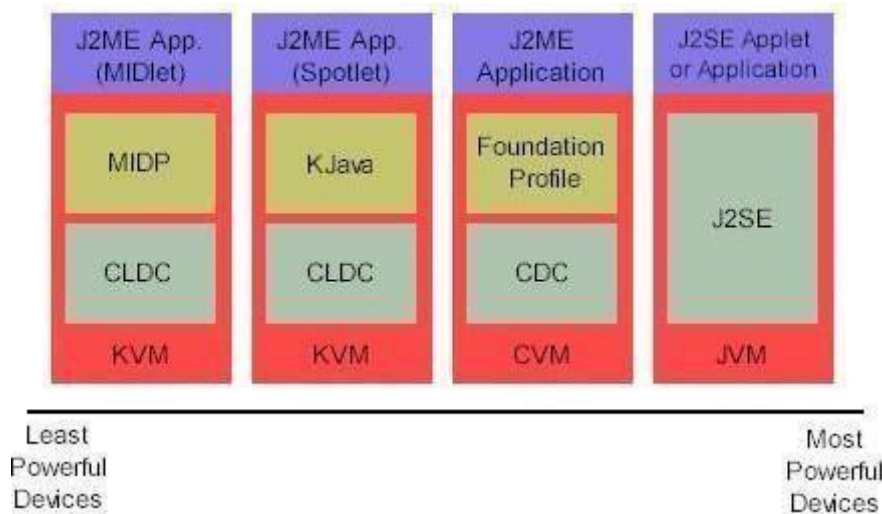 J2ME App.
(MIDlet)
MIDP
CLDC
KVM
J2ME App.
(Spotlet)
KJava
CLDC
KVM
J2ME
Application
Foundation
Profile
CDC
CVM
J2SE Applet
or Application
J2SE
JVM
Least
Powerful
Devices
Most
Powerful
Devices